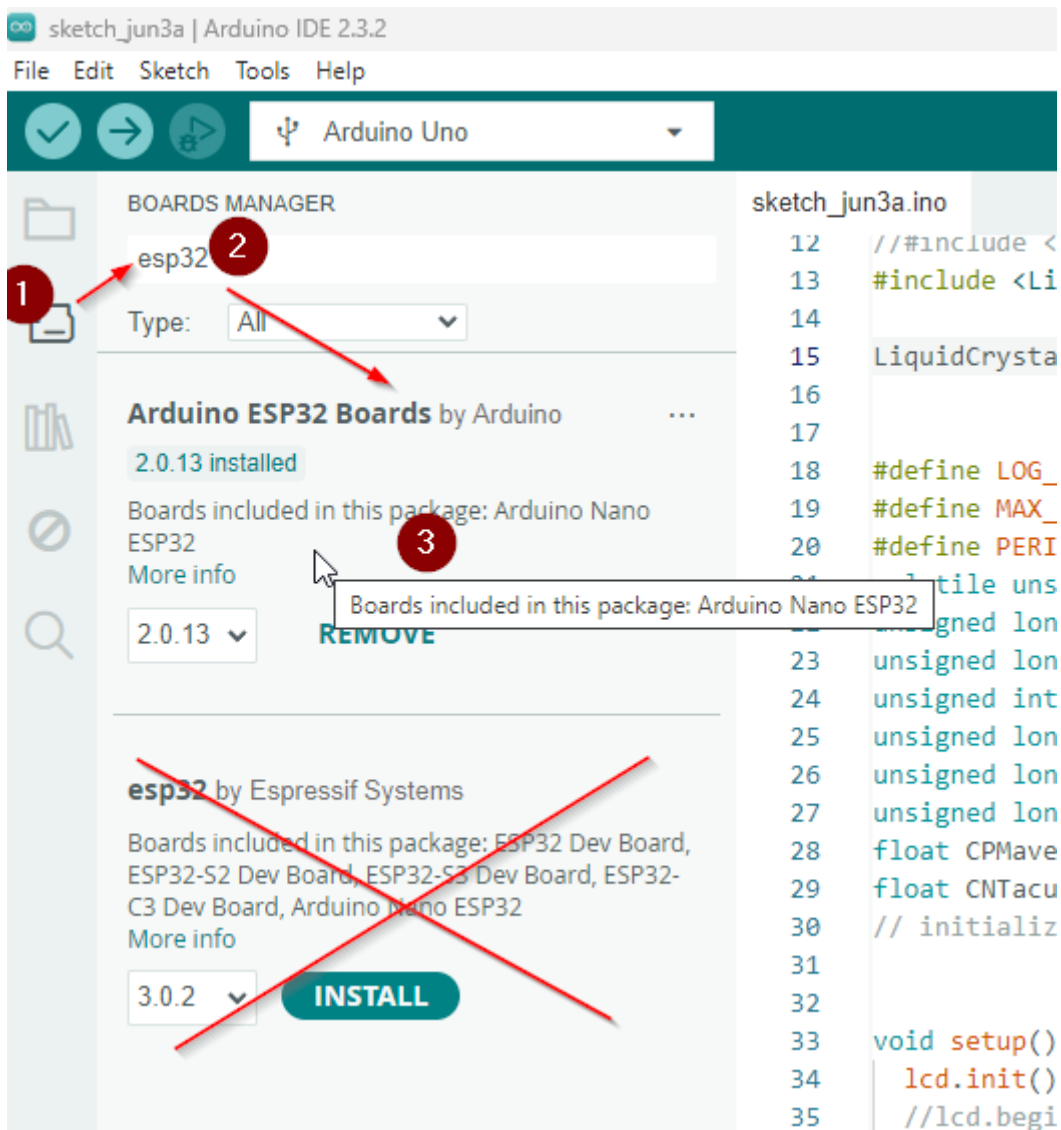 sketch_jun3a | Arduino IDE 2.3.2
File Edit Sketch Tools Help
Arduino Uno
BOARDS MANAGER
sketch_jun3a.ino
1
esp32
2
Type: All
Arduino ESP32 Boards by Arduino ...
2.0.13 installed
Boards included in this package: Arduino Nano
ESP32
3
More info
Boards included in this package: Arduino Nano ESP32
2.0.13 REMOVE
esp32 by Espressif Systems
Boards included in this package: ESP32 Dev Board,
ESP32-S2 Dev Board, ESP32-S3 Dev Board, ESP32-
C3 Dev Board, Arduino Nano ESP32
More info
3.0.2 INSTALL
12 //#include <
13 #include <Li
14
15 LiquidCrysta
16
17
18 #define LOG_
19 #define MAX_
20 #define PERI
tile uns
gned lon
23 unsigned lon
24 unsigned int
25 unsigned lon
26 unsigned lon
27 unsigned lon
28 float CPMave
29 float CNTacu
30 // initializ
31
32
33 void setup()
34 lcd.init()
35 //lcd.begi